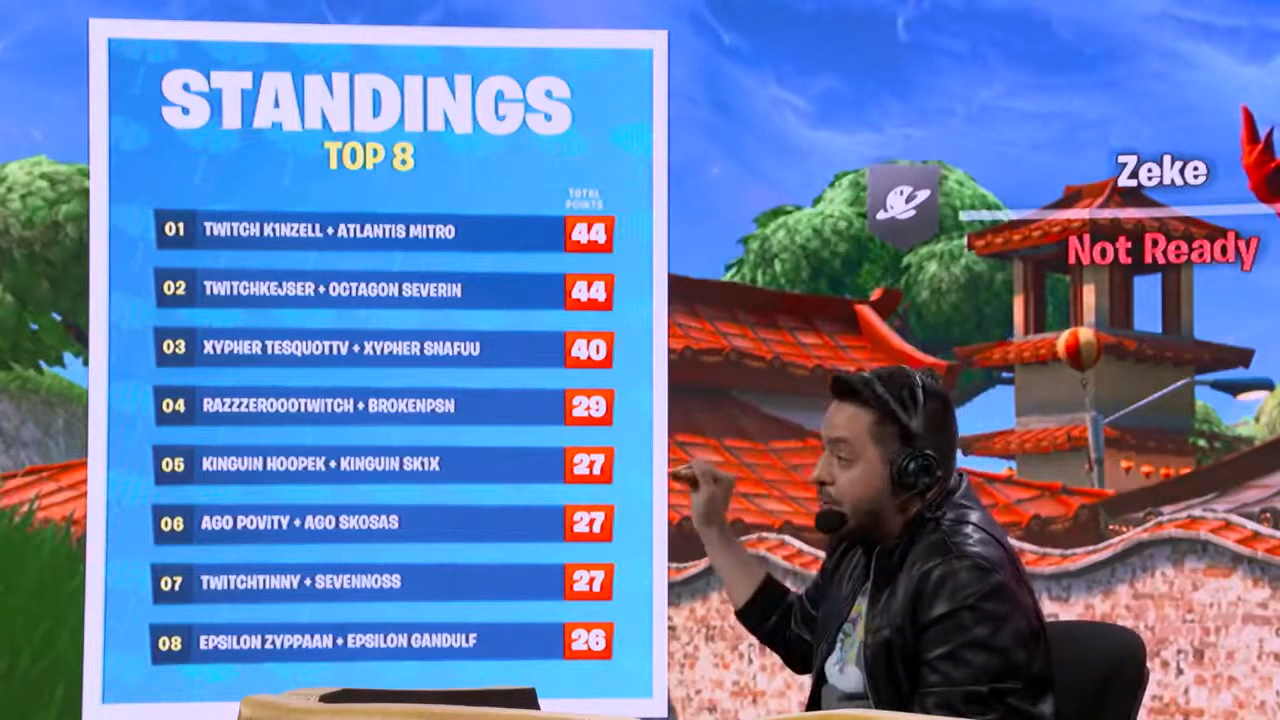 STANDINGS
TOP 8
TOTAL
POINTS
01 TWITCH K1NZELL + ATLANTIS MITRO 44
02 TWITCHKEJSER + OCTAGON SEVERIN 44
03 XYPHER TESQUOTTV + XYPHER SNAFUU 40
04 RAZZZEROOOTWITCH + BROKENPSN 29
05 KINGUIN HOOPEK + KINGUIN SK1X 27
06 AGO POVITY + AGO SKOSAS 27
07 TWITCHTINNY + SEVENNOSS 27
08 EPSILON ZYPPAAN + EPSILON GANDULF 26
Zeke
Not Ready